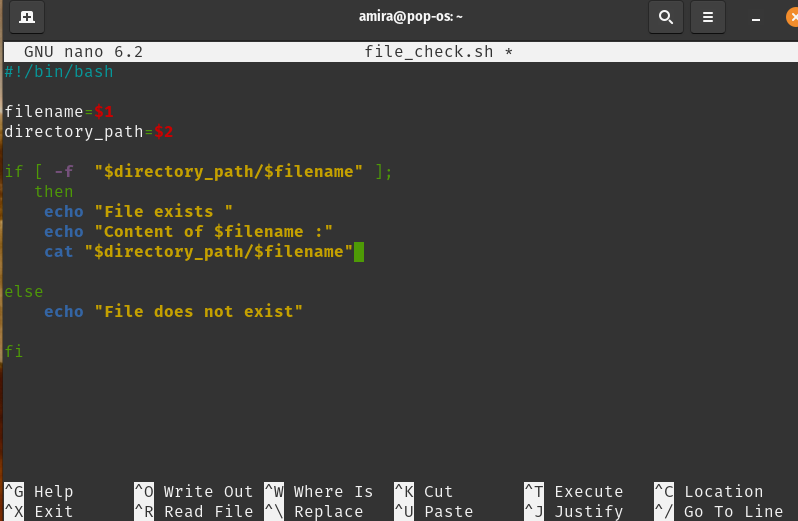 amira@pop-os: ~
GNU nano 6.2 file_check.sh *
#!/bin/bash
filename=$1
directory_path=$2
if [ -f  "$directory_path/$filename" ];
then
echo "File exists "
echo "Content of $filename :"
cat "$directory_path/$filename"
else
echo "File does not exist"
fi
^G Help ^O Write Out ^W Where Is ^K Cut ^T Execute ^C Location
^X Exit ^R Read File ^\ Replace ^U Paste ^J Justify ^/ Go To Line